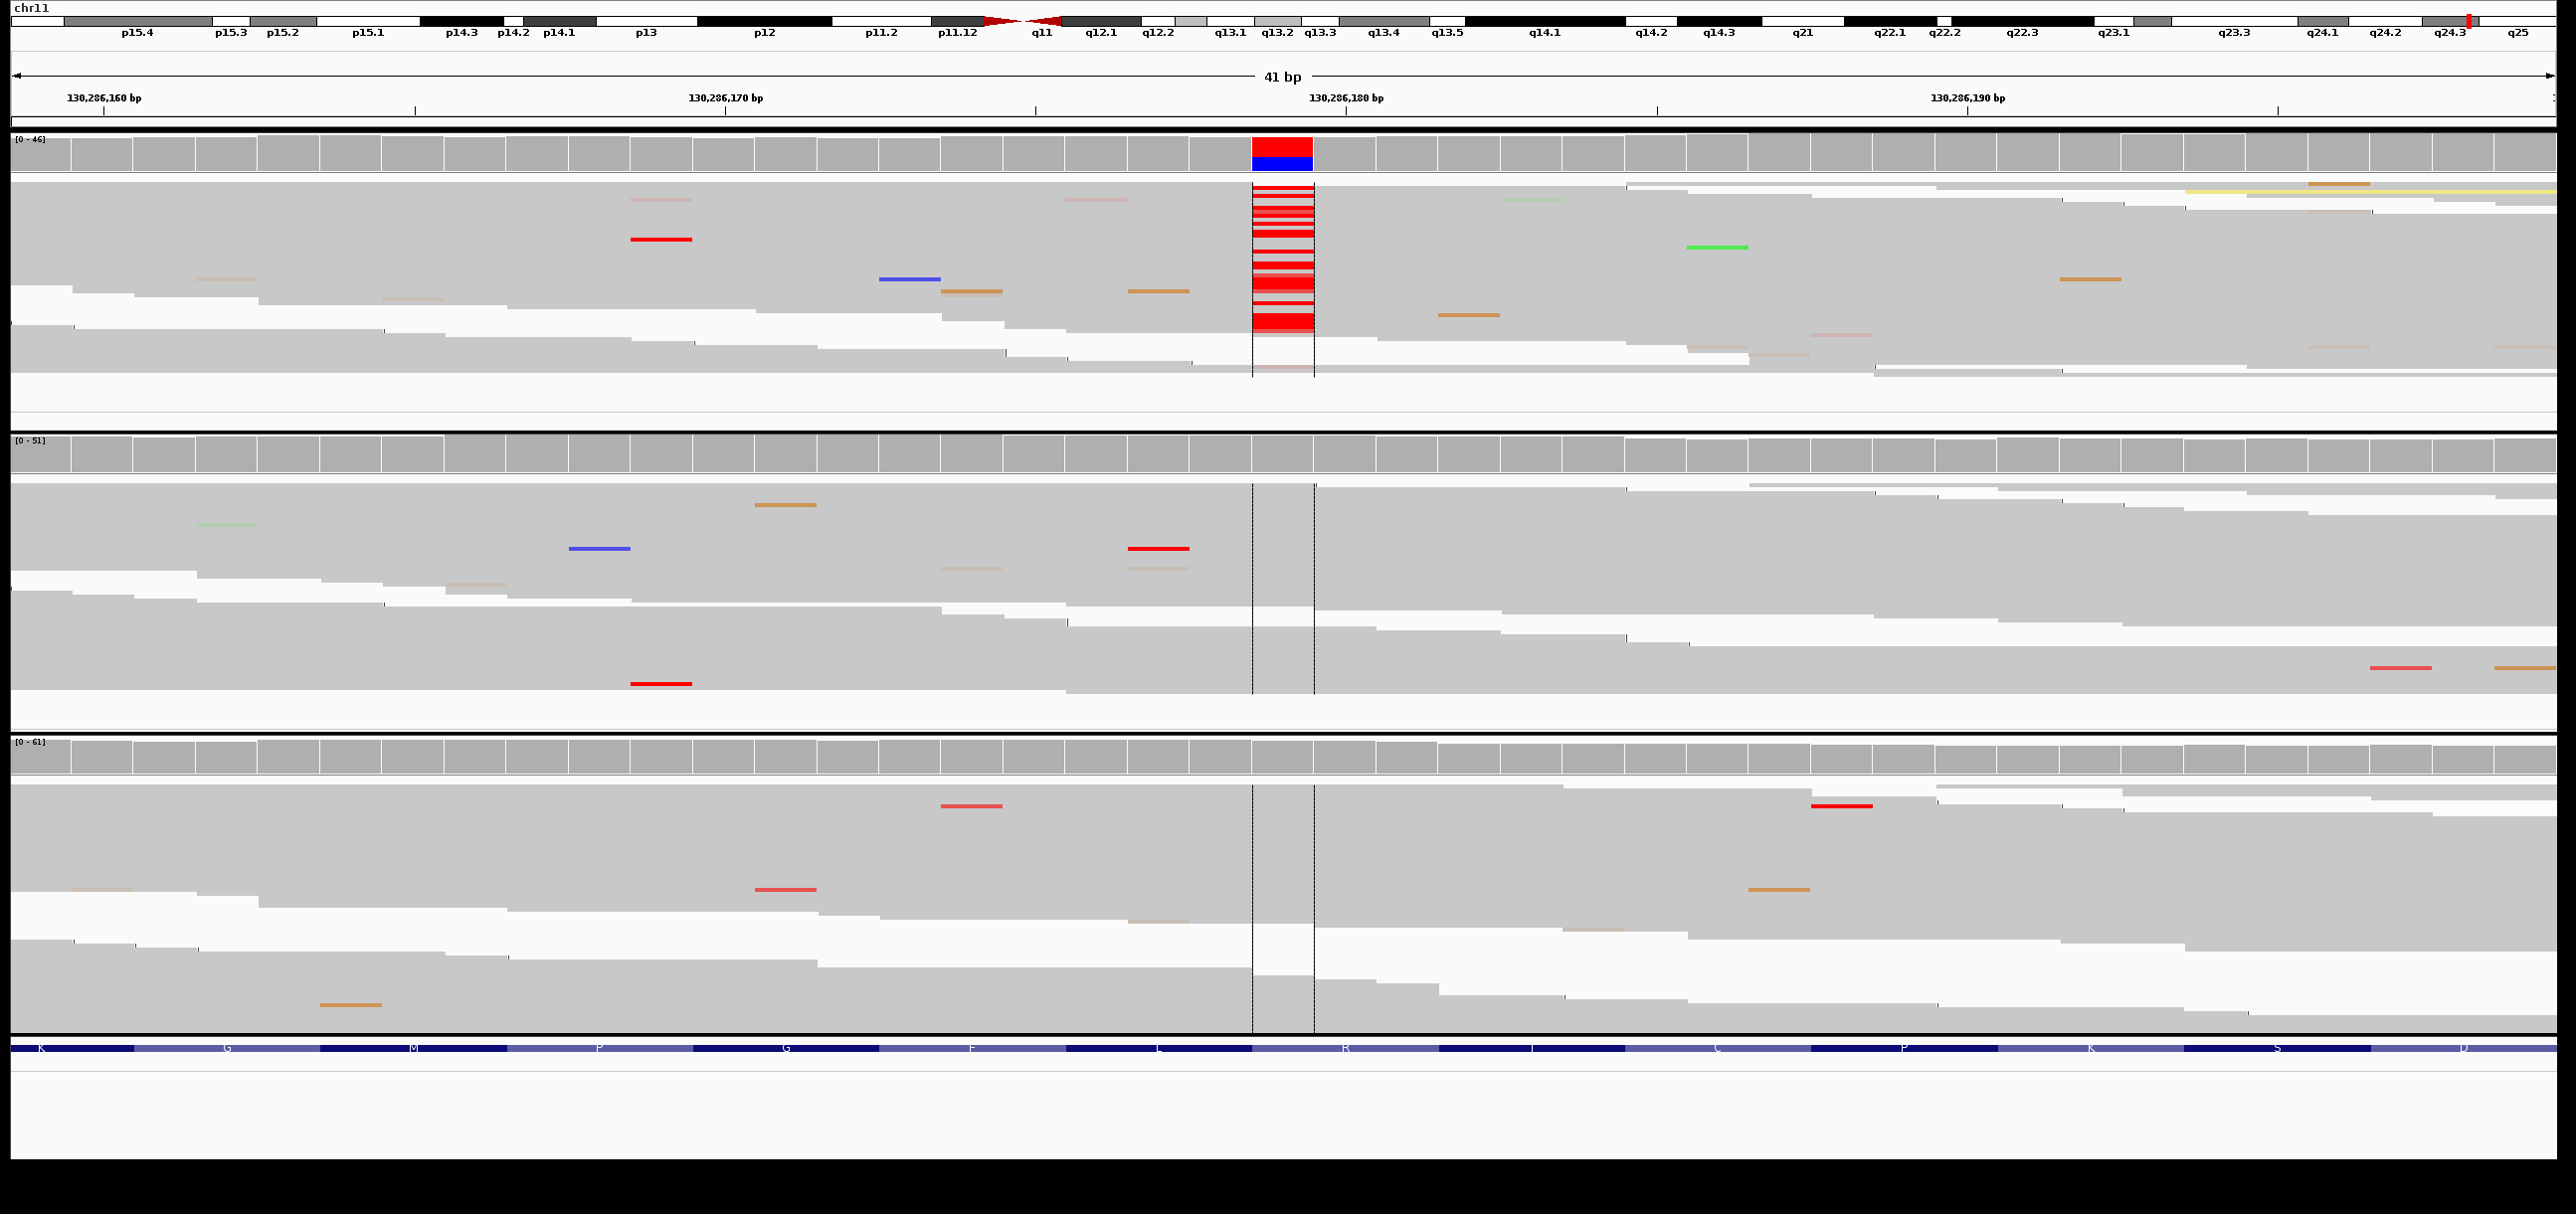 chr11
p15.4 p15.3 p15.2 p15.1 p14.3 p14.2 p14.1 p13 p12 p11.2 p11.12 q11 q12.1 q12.2 q13.1 q13.2 q13.3 q13.4 q13.5 q14.1 q14.2 q14.3 q21 q22.1 q22.2 q22.3 q23.1 q23.3 q24.1 q24.2 q24.3 q25
41 bp
130,286,160 bp 130,286,170 bp 130,286,180 bp 130,286,190 bp
[0 - 46]
[0 - 51]
[0 - 61]
K G M P G F L R I C P K S D